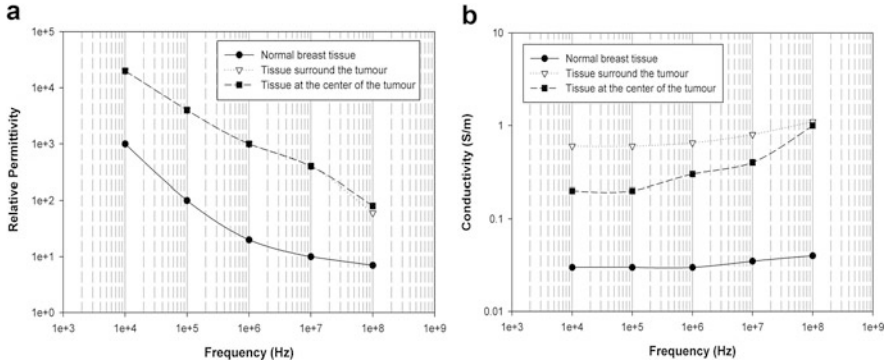 a
1e+5
1e+4
1e+3
1e+2
1e+1
1e+0
Relative Permittivity
Normal breast tissue
Tissue surround the tumour
Tissue at the center of the tumour
1e+3 1e+4 1e+5 1e+6 1e+7 1e+8 1e+9
Frequency (Hz)
b
10
1
0.1
0.01
Conductivity (S/m)
Normal breast tissue
Tissue surround the tumour
Tissue at the center of the tumour
1e+3 1e+4 1e+5 1e+6 1e+7 1e+8 1e+9
Frequency (Hz)